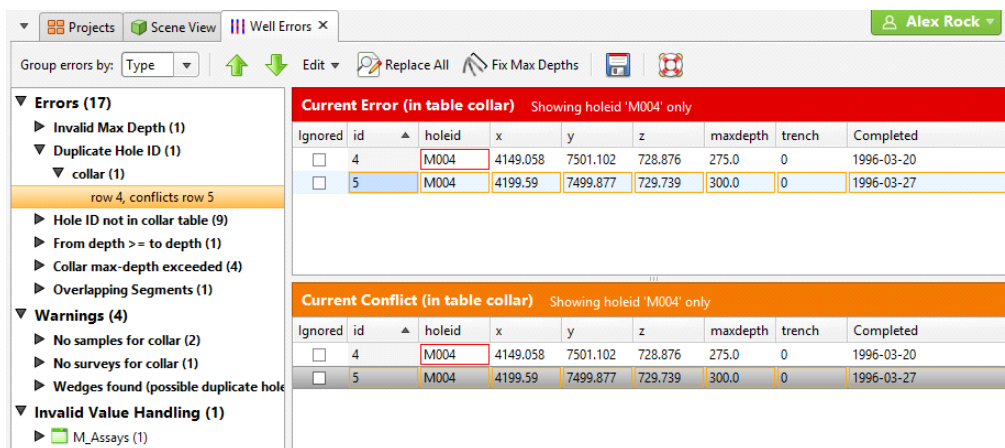 Projects Scene View Well Errors Alex Rock
Group errors by: Type Edit Replace All Fix Max Depths
Errors (17)
Invalid Max Depth (1)
Duplicate Hole ID (1)
collar (1)
row 4, conflicts row 5
Hole ID not in collar table (9)
From depth >= to depth (1)
Collar max-depth exceeded (4)
Overlapping Segments (1)
Warnings (4)
No samples for collar (2)
No surveys for collar (1)
Wedges found (possible duplicate hole
Invalid Value Handling (1)
M_Assays (1)
Current Error (in table collar) Showing holeid 'M004' only
Ignored id holeid x y z maxdepth trench Completed
4 M004 4149.058 7501.102 728.876 275.0 0 1996-03-20
5 M004 4199.59 7499.877 729.739 300.0 0 1996-03-27
Current Conflict (in table collar) Showing holeid 'M004' only
Ignored id holeid x y z maxdepth trench Completed
4 M004 4149.058 7501.102 728.876 275.0 0 1996-03-20
5 M004 4199.59 7499.877 729.739 300.0 0 1996-03-27